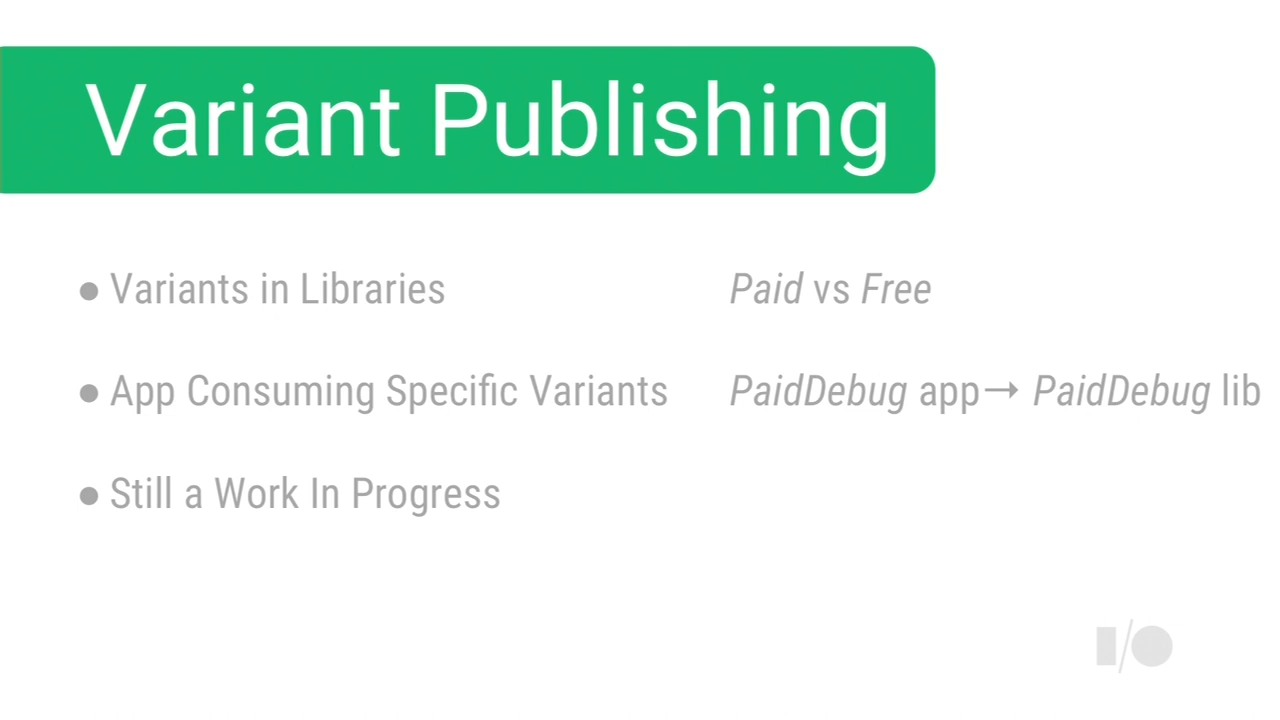 Variant Publishing
● Variants in Libraries Paid vs Free
● App Consuming Specific Variants PaidDebug app→ PaidDebug lib
● Still a Work In Progress
I/O